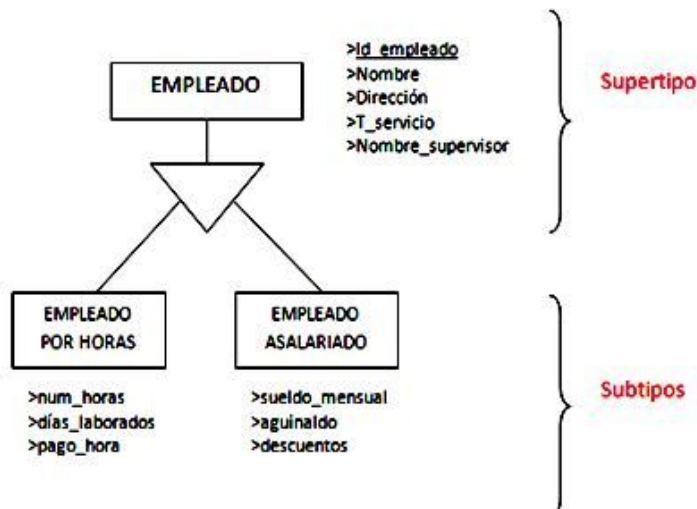 >Id_empleado
EMPLEADO
>Nombre
>Dirección
>T_servicio
>Nombre_supervisor
Supertipo
EMPLEADO
POR HORAS
>num_horas
>días_laborados
>pago_hora
EMPLEADO
ASALARIADO
>sueldo_mensual
>aguinaldo
>descuentos
Subtipos